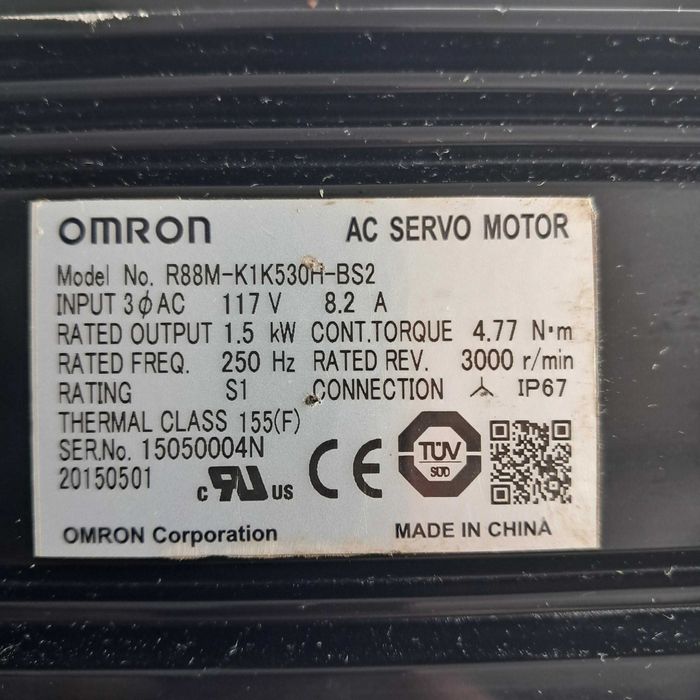 OMRON AC SERVO MOTOR
Model No. R88M-K1K530H-BS2
INPUT 3ϕAC 117 V 8.2 A
RATED OUTPUT 1.5 kW CONT.TORQUE 4.77 N·m
RATED FREQ. 250 Hz RATED REV. 3000 r/min
RATING S1 CONNECTION IP67
THERMAL CLASS 155(F)
SER.No. 15050004N
20150501
c RU US
CE
TÜV
SÜD
OMRON Corporation MADE IN CHINA